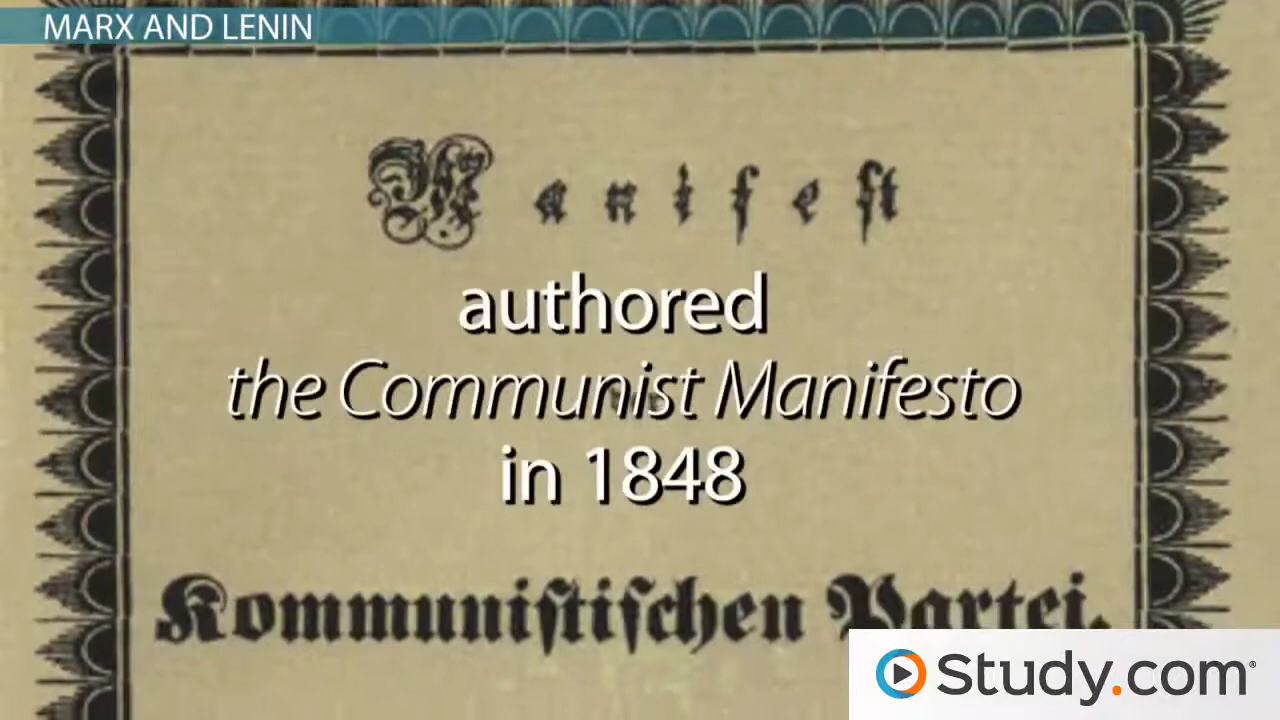 MARX AND LENIN
Manifest
authored
the Communist Manifesto
in 1848
Kommunistischen Partei.
Study.com®